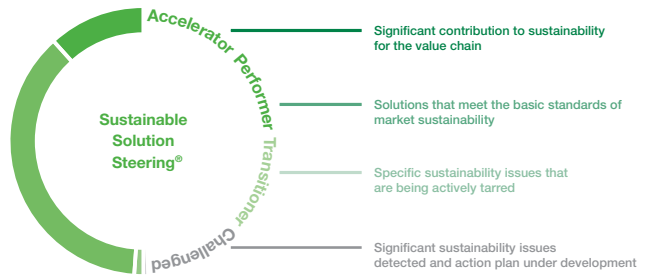 Accelerator
Performer
Transitioner
Challenged
Sustainable
Solution
Steering®
Significant contribution to sustainability
for the value chain
Solutions that meet the basic standards of
market sustainability
Specific sustainability issues that
are being actively tarred
Significant sustainability issues
detected and action plan under development